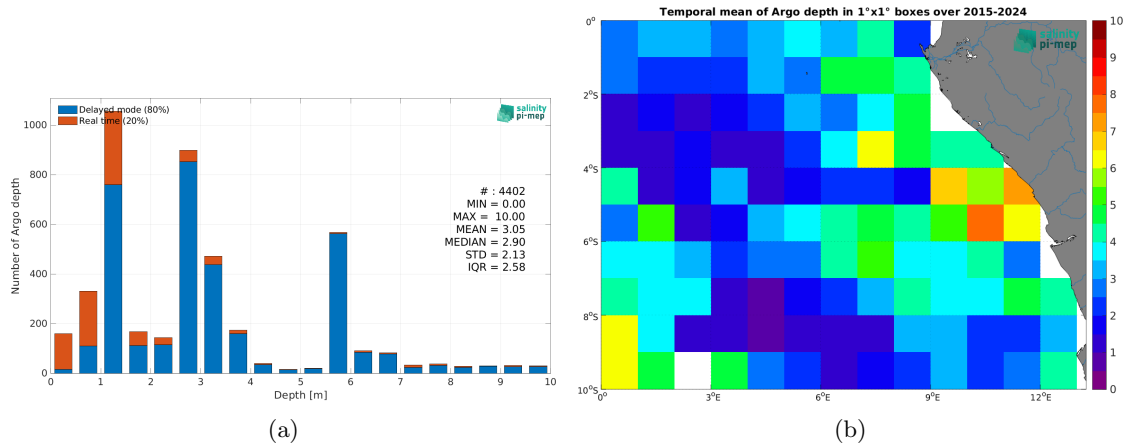 Delayed mode (80%)
Real time (20%)
salinity
pi-mep
1000
800
600
400
200
0
Number of Argo depth
# : 4402
MIN = 0.00
MAX = 10.00
MEAN = 3.05
MEDIAN = 2.90
STD = 2.13
IQR = 2.58
0 1 2 3 4 5 6 7 8 9 10
Depth [m]
(a)
Temporal mean of Argo depth in 1°x1° boxes over 2015-2024
salinity
pi-mep
0°
2°S
4°S
6°S
8°S
10°S
0° 3°E 6°E 9°E 12°E
10
9
8
7
6
5
4
3
2
1
0
(b)